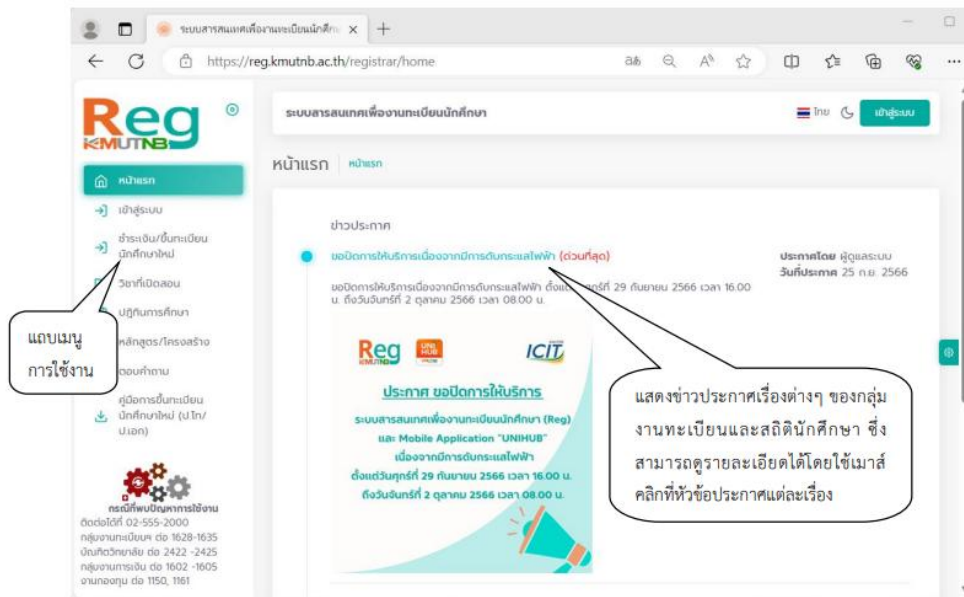 ระบบสารสนเทศเพื่องานทะเบียนนักศึก
https://reg.kmutnb.ac.th/registrar/home
Reg
KMUTNB
ระบบสารสนเทศเพื่องานทะเบียนนักศึกษา
ไทย
เข้าสู่ระบบ
หน้าแรก
หน้าแรก
หน้าแรก
เข้าสู่ระบบ
ชำระเงิน/ขึ้นทะเบียน
นักศึกษาใหม่
วิชาที่เปิดสอน
ปฏิทินการศึกษา
หลักสูตร/โครงสร้าง
ตอบคำถาม
คู่มือการขึ้นทะเบียน
นักศึกษาใหม่ (ป.โท/
ป.เอก)
กรณีที่พบปัญหาการใช้งาน
ติดต่อได้ที่ 02-555-2000
กลุ่มงานทะเบียนฯ ต่อ 1628-1635
บัณฑิตวิทยาลัย ต่อ 2422 -2425
กลุ่มงานการเงิน ต่อ 1602 -1605
งานกองทุน ต่อ 1150, 1161
แถบเมนู
การใช้งาน
ข่าวประกาศ
ขอปิดการให้บริการเนื่องจากมีการดับกระแสไฟฟ้า (ด่วนที่สุด)
ประกาศโดย ผู้ดูแลระบบ
วันที่ประกาศ 25 ก.ย. 2566
ขอปิดการให้บริการเนื่องจากมีการดับกระแสไฟฟ้า ตั้งแต่ ศุกร์ที่ 29 กันยายน 2566 เวลา 16.00
น. ถึงวันจันทร์ที่ 2 ตุลาคม 2566 เวลา 08.00 น.
Reg
KMUTNB
UNI
HUB
ICIT
ประกาศ ขอปิดการให้บริการ
ระบบสารสนเทศเพื่องานทะเบียนนักศึกษา (Reg)
และ Mobile Application "UNIHUB"
เนื่องจากมีการดับกระแสไฟฟ้า
ตั้งแต่วันศุกร์ที่ 29 กันยายน 2566 เวลา 16.00 น.
ถึงวันจันทร์ที่ 2 ตุลาคม 2566 เวลา 08.00 น.
แสดงข่าวประกาศเรื่องต่างๆ ของกลุ่ม
งานทะเบียนและสถิตินักศึกษา ซึ่ง
สามารถดูรายละเอียดได้โดยใช้เมาส์
คลิกที่หัวข้อประกาศแต่ละเรื่อง